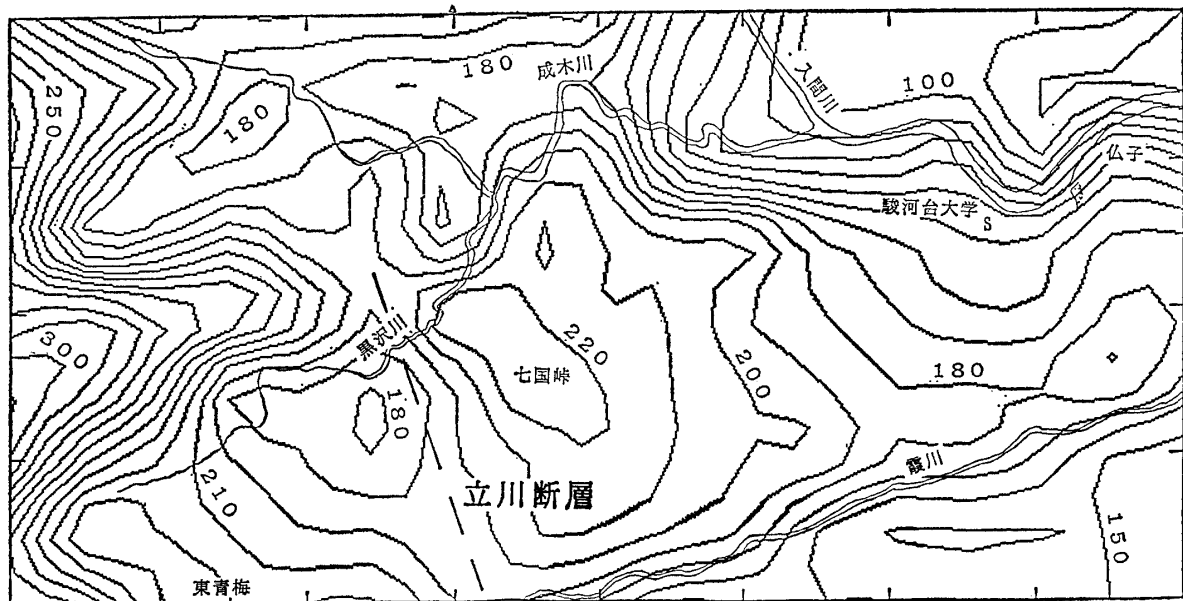 180
成木川
入間川
100
250
180
仏子
駿河台大学
S
黒沢川
300
220
七国峠
200
180
180
霞川
210
立川断層
150
東青梅